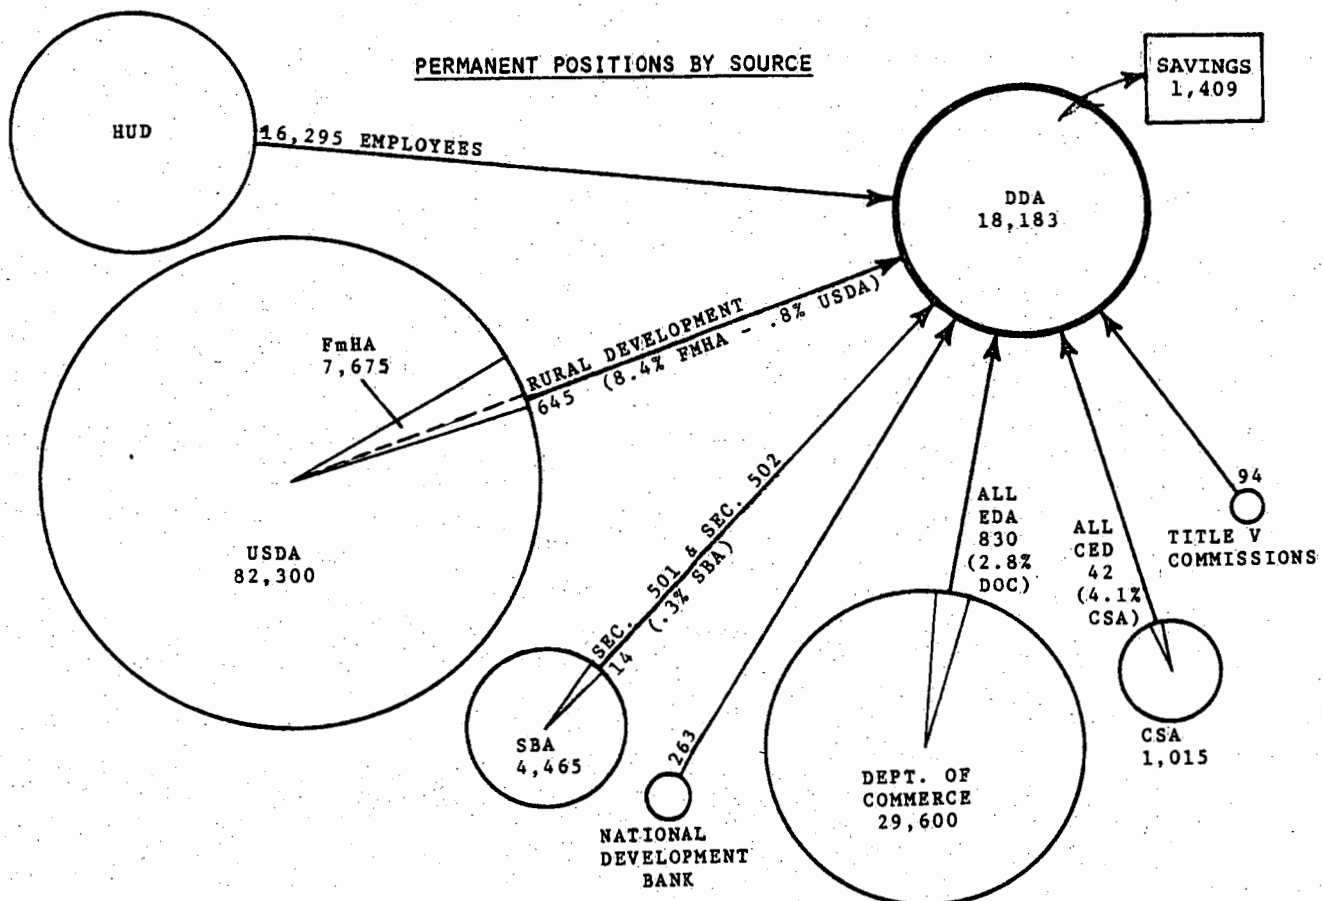 PERMANENT POSITIONS BY SOURCE
SAVINGS
1,409
HUD
16,295 EMPLOYEES
DDA
18,183
FmHA
7,675
RURAL DEVELOPMENT
645 (8.4% FMHA - .8% USDA)
USDA
82,300
SEC. 501 & SEC. 502
14 (.3% SBA)
SBA
4,465
263
NATIONAL
DEVELOPMENT
BANK
ALL
EDA
830
(2.8%
DOC)
DEPT. OF
COMMERCE
29,600
ALL
CED
42
(4.1%
CSA)
CSA
1,015
94
TITLE V
COMMISSIONS